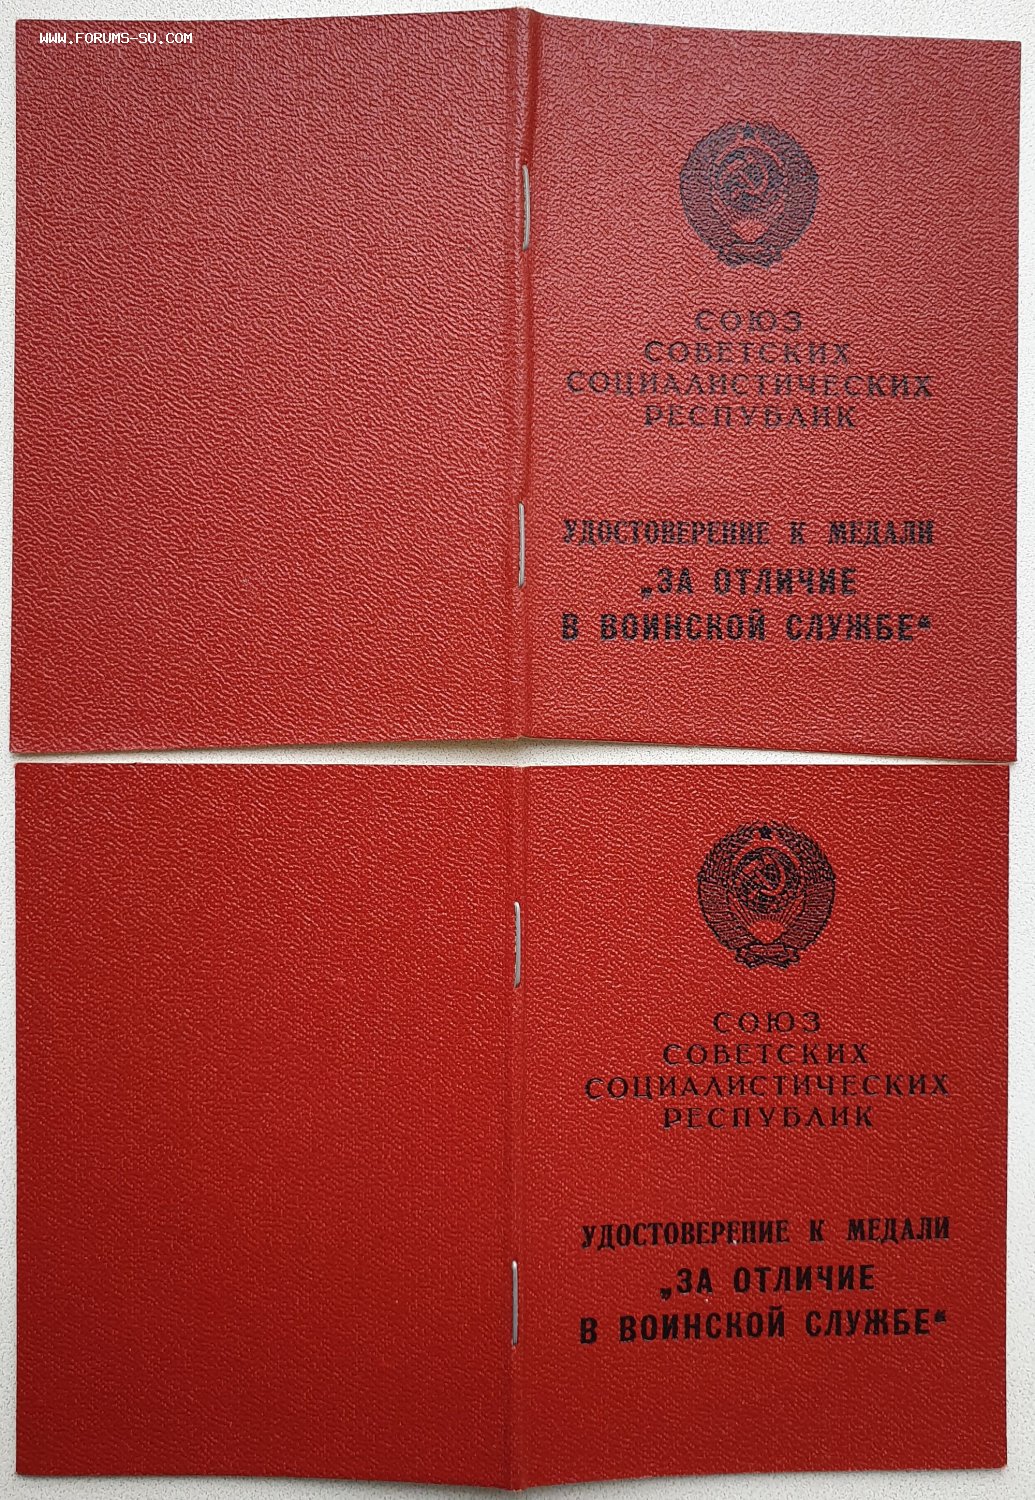 WWW.FORUMS-SU.COM
СОЮЗ
СОВЕТСКИХ
СОЦИАЛИСТИЧЕСКИХ
РЕСПУБЛИК
УДОСТОВЕРЕНИЕ К МЕДАЛИ
„ЗА ОТЛИЧИЕ
В ВОИНСКОЙ СЛУЖБЕ“
СОЮЗ
СОВЕТСКИХ
СОЦИАЛИСТИЧЕСКИХ
РЕСПУБЛИК
УДОСТОВЕРЕНИЕ К МЕДАЛИ
„ЗА ОТЛИЧИЕ
В ВОИНСКОЙ СЛУЖБЕ“